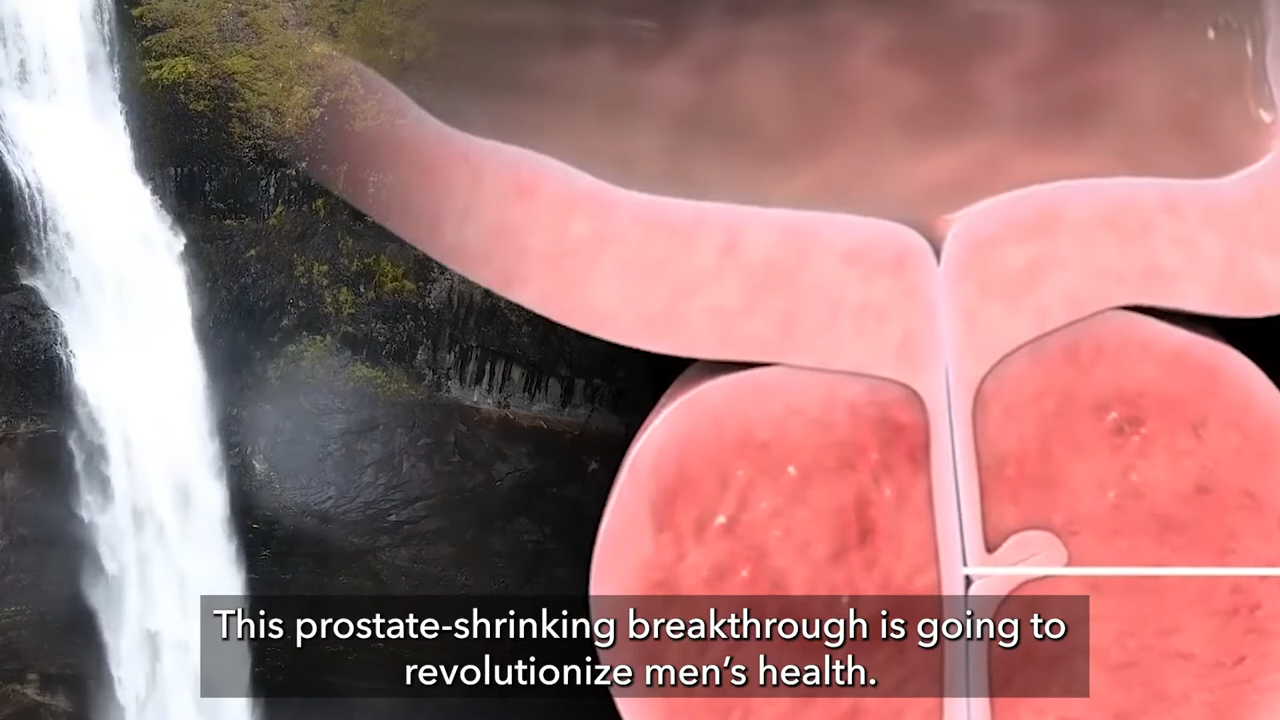 This prostate-shrinking breakthrough is going to
revolutionize men’s health.